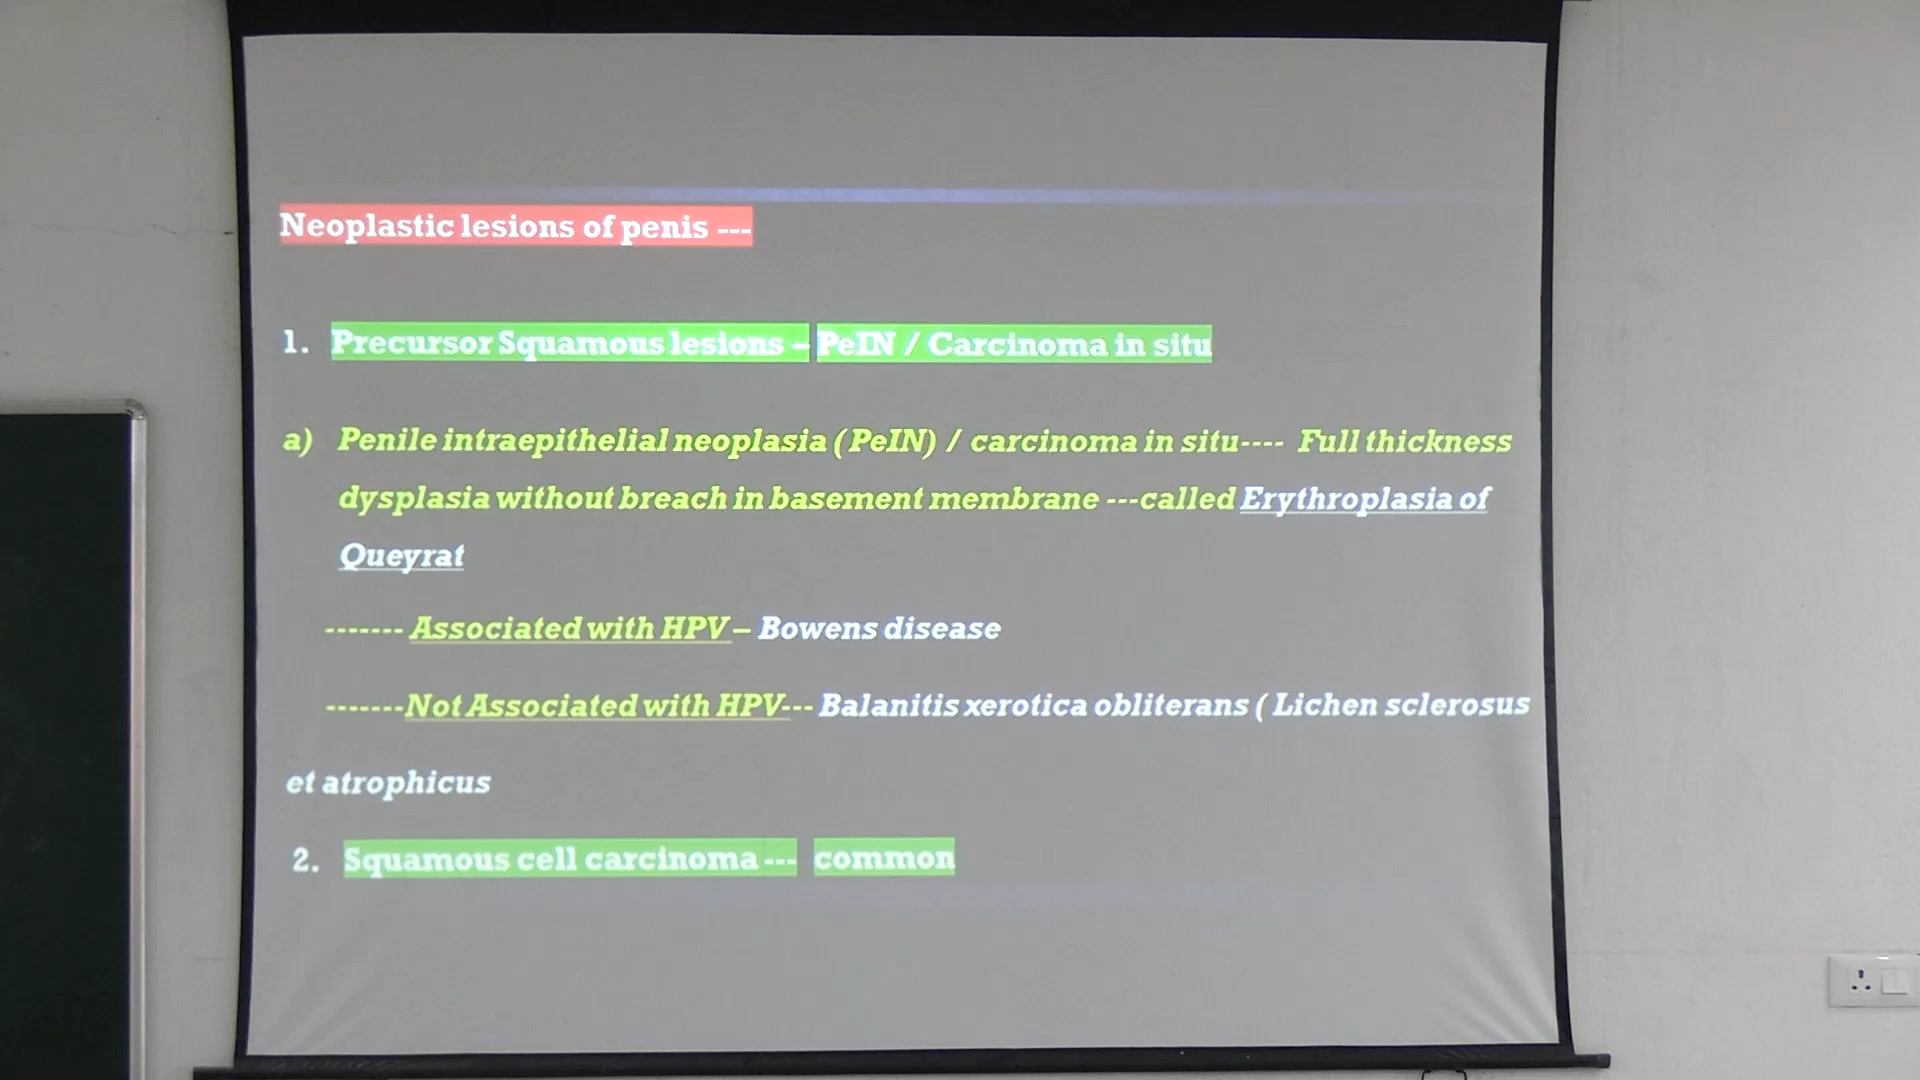 Neoplastic lesions of penis ---
1. Precursor Squamous lesions – PeIN / Carcinoma in situ
a) Penile intraepithelial neoplasia (PeIN) / carcinoma in situ---- Full thickness
dysplasia without breach in basement membrane ---called Erythroplasia of
Queyrat
------- Associated with HPV – Bowens disease
-------Not Associated with HPV--- Balanitis xerotica obliterans ( Lichen sclerosus
et atrophicus
2. Squamous cell carcinoma --- common